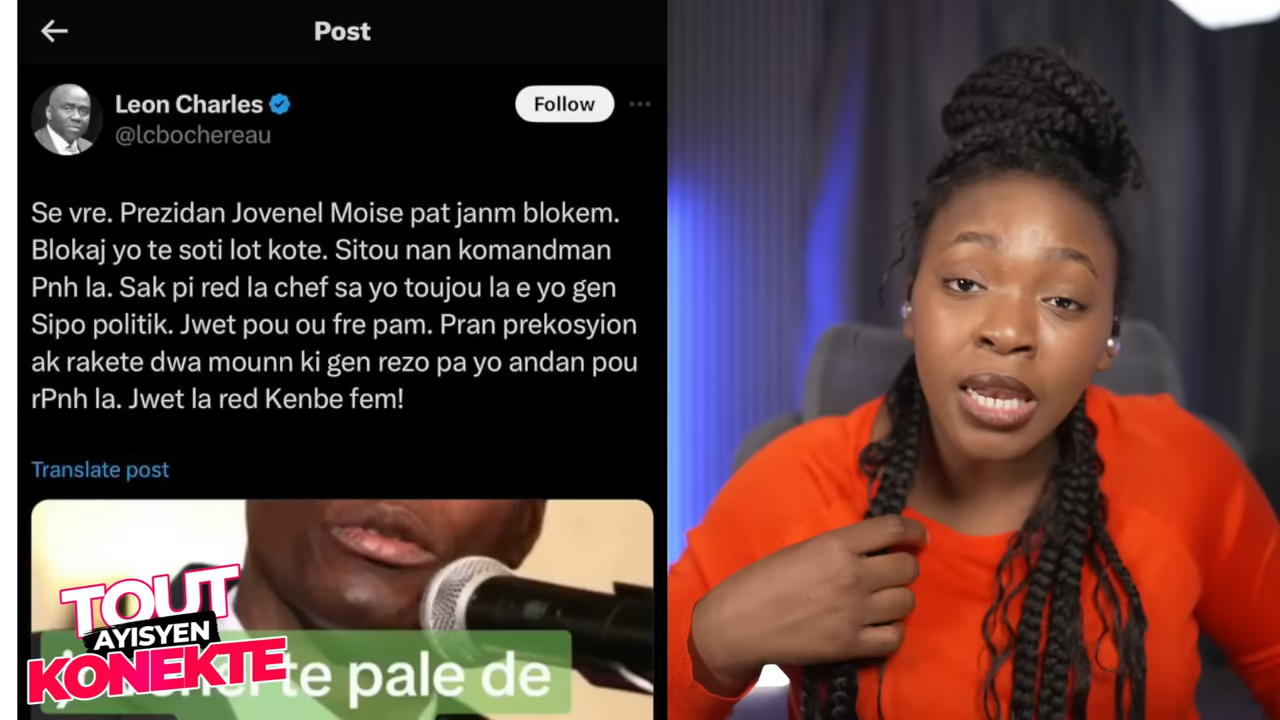 Post
Leon Charles
@lcbochereau
Follow
Se vre. Prezidan Jovenel Moise pat janm blokem.
Blokaj yo te soti lot kote. Sitou nan komandman
Pnh la. Sak pi red la chef sa yo toujou la e yo gen
Sipo politik. Jwet pou ou fre pam. Pran prekosyion
ak rakete dwa mounn ki gen rezo pa yo andan pou
rPnh la. Jwet la red Kenbe fem!
Translate post
te pale de
TOUT
AYISYEN
KONEKTE